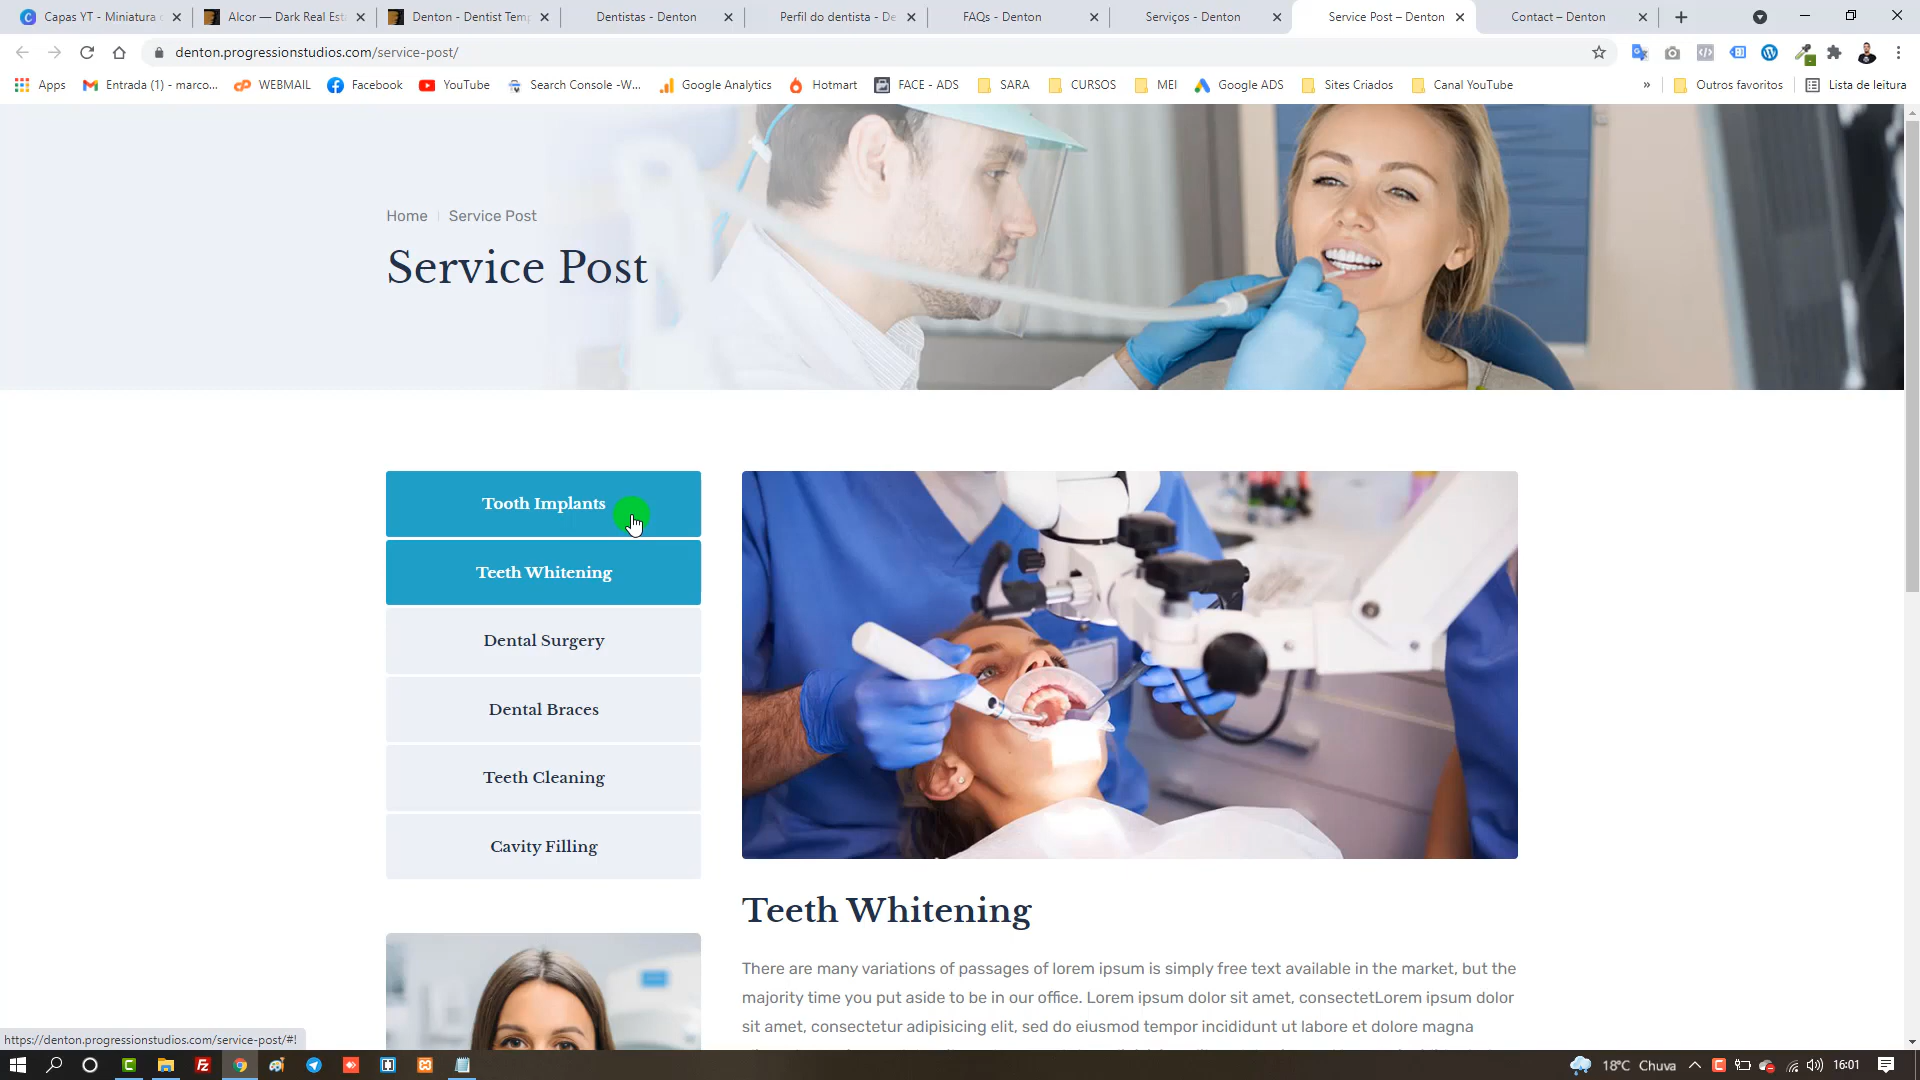 Capas YT - Miniatura
Alcor — Dark Real Est
Denton - Dentist Tem
Dentistas - Denton
Perfil do dentista - De
FAQs - Denton
Serviços - Denton
Service Post – Denton
Contact – Denton
denton.progressionstudios.com/service-post/
Apps
Entrada (1) - marco...
WEBMAIL
Facebook
YouTube
Search Console -W...
Google Analytics
Hotmart
FACE - ADS
SARA
CURSOS
MEI
Google ADS
Sites Criados
Canal YouTube
»
Outros favoritos
Lista de leitura
Home
Service Post
Service Post
Tooth Implants
Teeth Whitening
Dental Surgery
Dental Braces
Teeth Cleaning
Cavity Filling
Teeth Whitening
There are many variations of passages of lorem ipsum is simply free text available in the market, but the
majority time you put aside to be in our office. Lorem ipsum dolor sit amet, consectetLorem ipsum dolor
sit amet, consectetur adipisicing elit, sed do eiusmod tempor incididunt ut labore et dolore magna
https://denton.progressionstudios.com/service-post/#!
18°C Chuva
16:01